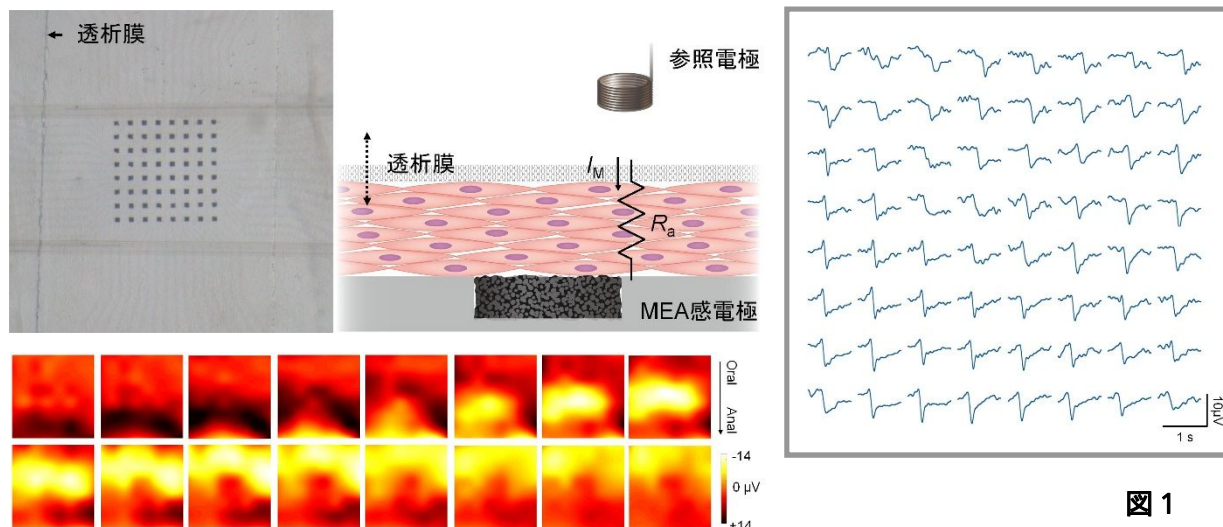 透析膜
参照電極
透析膜
I_M
R_a
MEA感電極
Oral
Anal
-14
0 μV
+14
10μV
1 s
図1